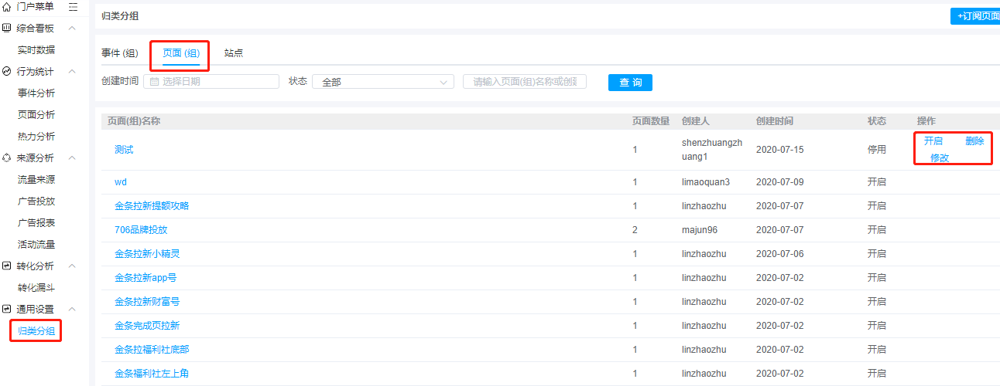 门户菜单
综合看板
实时数据
行为统计
事件分析
页面分析
热力分析
来源分析
流量来源
广告投放
广告报表
活动流量
转化分析
转化漏斗
通用设置
归类分组
归类分组
+订阅页面
事件 (组) 页面 (组) 站点
创建时间 选择日期 状态 全部 请输入页面(组)名称或创建 查 询
页面(组)名称 页面数量 创建人 创建时间 状态 操作
测试 1 shenzhuangzh 2020-07-15 停用 开启 删除
uang1 修改
wd 1 limaoquan3 2020-07-09 开启
金条拉新提额攻略 1 linzhaozhu 2020-07-07 开启
706品牌投放 2 majun96 2020-07-07 开启
金条拉新小精灵 1 linzhaozhu 2020-07-06 开启
金条拉新app号 1 linzhaozhu 2020-07-02 开启
金条拉新财富号 1 linzhaozhu 2020-07-02 开启
金条完成页拉新 1 linzhaozhu 2020-07-02 开启
金条拉福利社底部 1 linzhaozhu 2020-07-02 开启
金条福利社左上角 1 linzhaozhu 2020-07-02 开启